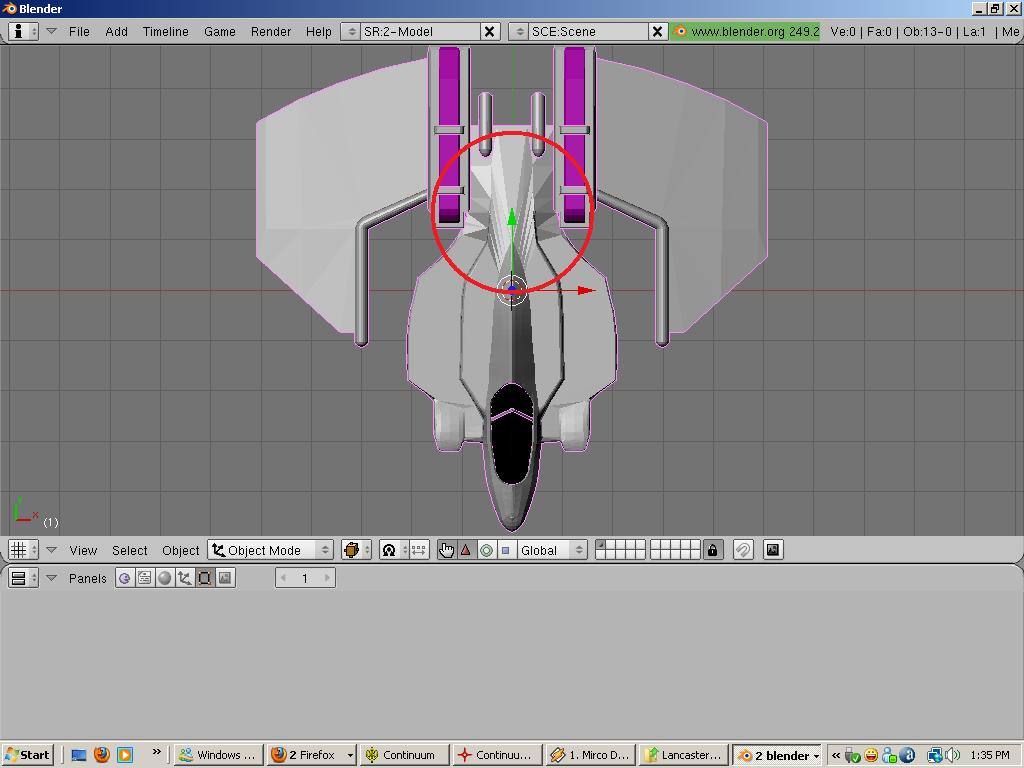 Blender
File Add Timeline Game Render Help SR:2-Model SCE:Scene www.blender.org 249.2 Ve:0 | Fa:0 | Ob:13-0 | La:1 | Me
y
x
(1)
View Select Object Object Mode Global
Panels 1
Start » Windows ... 2 Firefox Continuum Continuu... 1. Mirco D... Lancaster... 2 blender « 1:35 PM